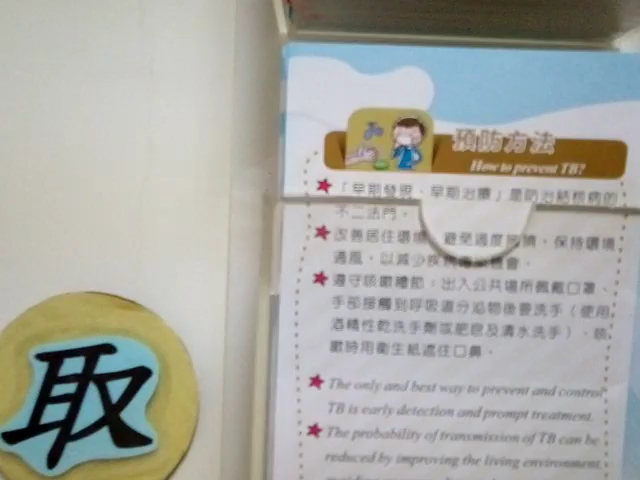 預防方法
How to prevent TB?
「早期發現、早期治療」是防治結核病的
不二法門。
改善居住環境、避免過度擁擠、保持環境
通風，以減少疾病傳染機會。
遵守咳嗽禮節，出入公共場所佩戴口罩、
手部接觸到呼吸道分泌物後要洗手（使用
酒精性乾洗手劑或肥皂及清水洗手）、咳
嗽時用衛生紙遮住口鼻。
The only and best way to prevent and control
TB is early detection and prompt treatment.
The probability of transmission of TB can be
reduced by improving the living environment,
取